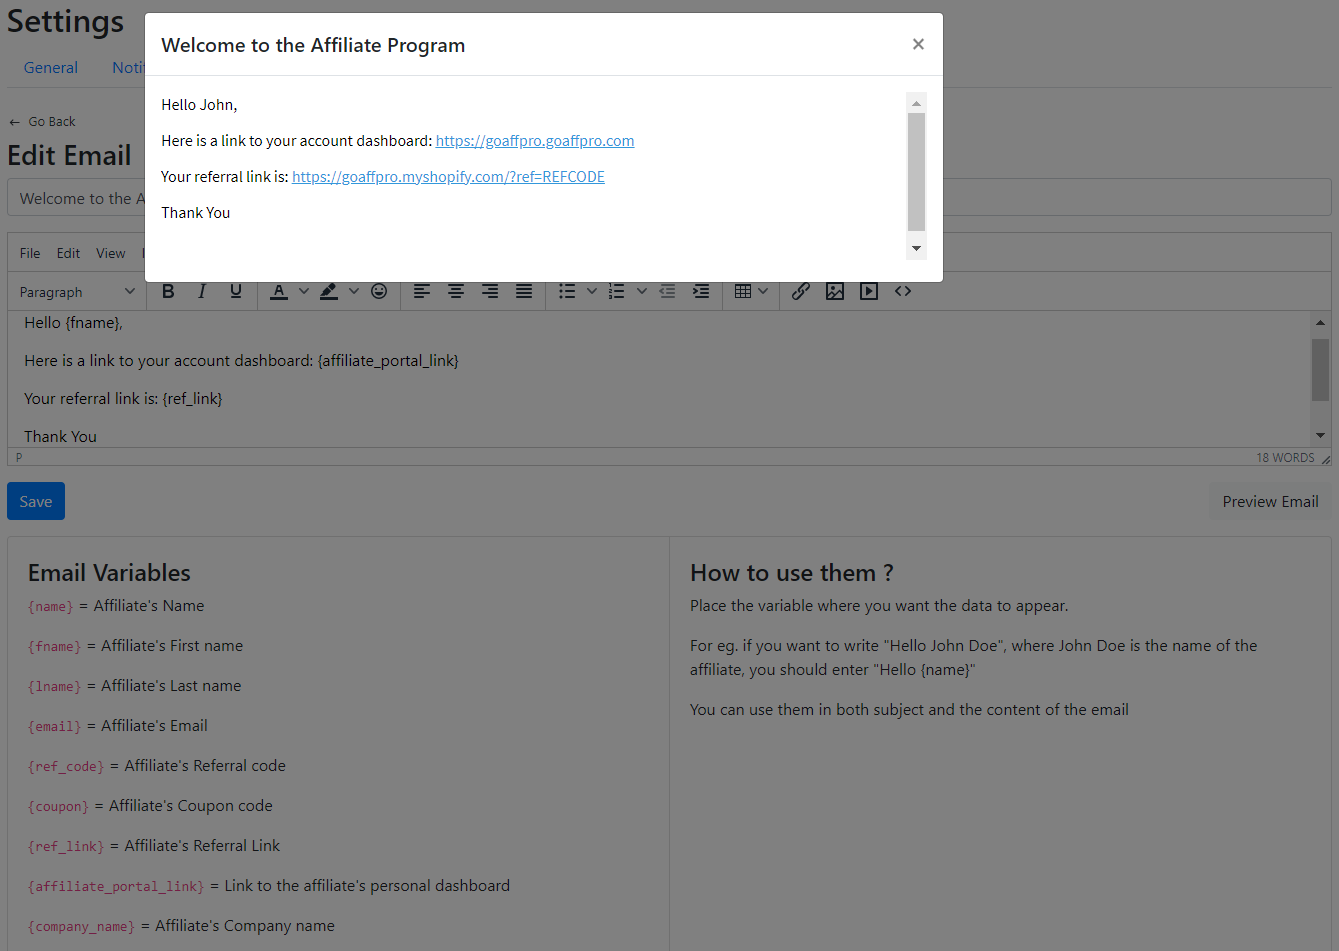 Settings
General Notif
← Go Back
Edit Email
Welcome to the A
Welcome to the Affiliate Program ×
Hello John,
Here is a link to your account dashboard: https://goaffpro.goaffpro.com
Your referral link is: https://goaffpro.myshopify.com/?ref=REFCODE
Thank You
File Edit View
Paragraph B I U A
Hello {fname},
Here is a link to your account dashboard: {affiliate_portal_link}
Your referral link is: {ref_link}
Thank You
P 18 WORDS
Save Preview Email
Email Variables
{name} = Affiliate's Name
{fname} = Affiliate's First name
{lname} = Affiliate's Last name
{email} = Affiliate's Email
{ref_code} = Affiliate's Referral code
{coupon} = Affiliate's Coupon code
{ref_link} = Affiliate's Referral Link
{affiliate_portal_link} = Link to the affiliate's personal dashboard
{company_name} = Affiliate's Company name
How to use them ?
Place the variable where you want the data to appear.
For eg. if you want to write "Hello John Doe", where John Doe is the name of the
affiliate, you should enter "Hello {name}"
You can use them in both subject and the content of the email